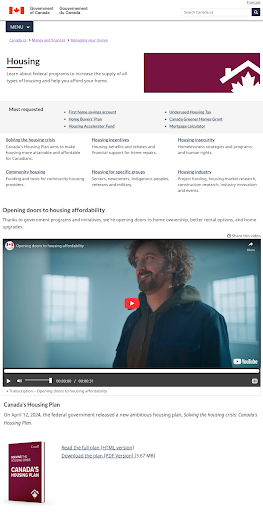 Français
Government of Canada
Gouvernement du Canada
Search Canada.ca
MENU
Canada.ca > Money and finances > Managing your money
Housing
Learn about Federal programs to increase the supply of all
types of housing and help you afford your home.
Most requested
First home savings account
Home Buyers' Plan
Housing Accelerator Fund
Underused Housing Tax
Canada Greener Homes Grant
Mortgage calculator
Solving the housing crisis
Canada's Housing Plan aims to make
housing more attainable and affordable
for Canadians.
Housing incentives
Housing benefits and rebates and
financial support for home repairs.
Housing insecurity
Homelessness strategies and programs,
and human rights.
Community housing
Funding and tools for community housing
providers.
Housing for specific groups
Seniors, newcomers, Indigenous peoples,
veterans and military.
Housing industry
Project funding, housing market research,
construction research, industry innovation
and events.
Opening doors to housing affordability
Thanks to government programs and initiatives, we're opening doors to home ownership, better rental options, and home
upgrades.
Share this video
Opening doors to housing affordability
Share
YouTube
00:00:00 / 00:00:31
Transcription – Opening doors to housing affordability
Canada's Housing Plan
On April 12, 2024, the federal government released a new ambitious housing plan, Solving the housing crisis: Canada's
Housing Plan.
SOLVING THE
HOUSING CRISIS
CANADA'S
HOUSING PLAN
Read the full plan [HTML version]
Download the plan [PDF Version] [3.67 MB]